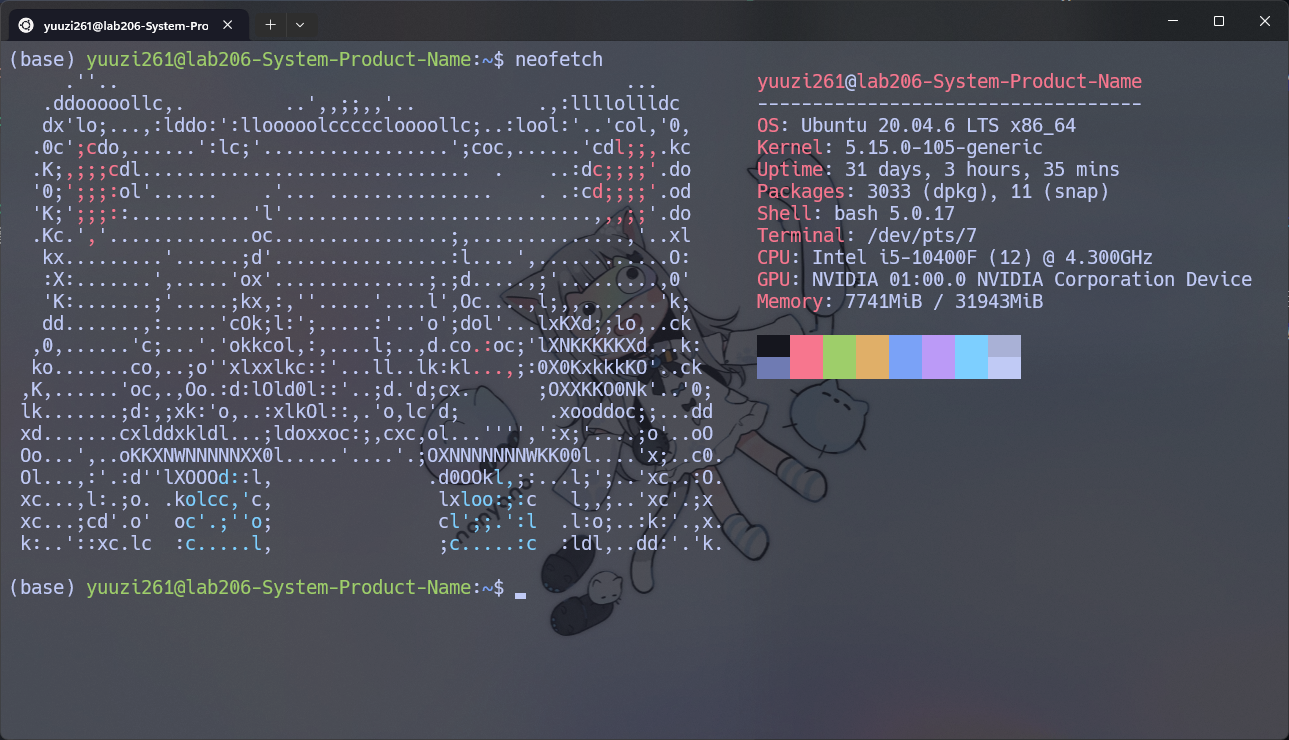 yuuzi261@lab206-System-Pro
(base) yuuzi261@lab206-System-Product-Name:~$ neofetch
yuuzi261@lab206-System-Product-Name
-----------------------------------
OS: Ubuntu 20.04.6 LTS x86_64
Kernel: 5.15.0-105-generic
Uptime: 31 days, 3 hours, 35 mins
Packages: 3033 (dpkg), 11 (snap)
Shell: bash 5.0.17
Terminal: /dev/pts/7
CPU: Intel i5-10400F (12) @ 4.300GHz
GPU: NVIDIA 01:00.0 NVIDIA Corporation Device
Memory: 7741MiB / 31943MiB
(base) yuuzi261@lab206-System-Product-Name:~$